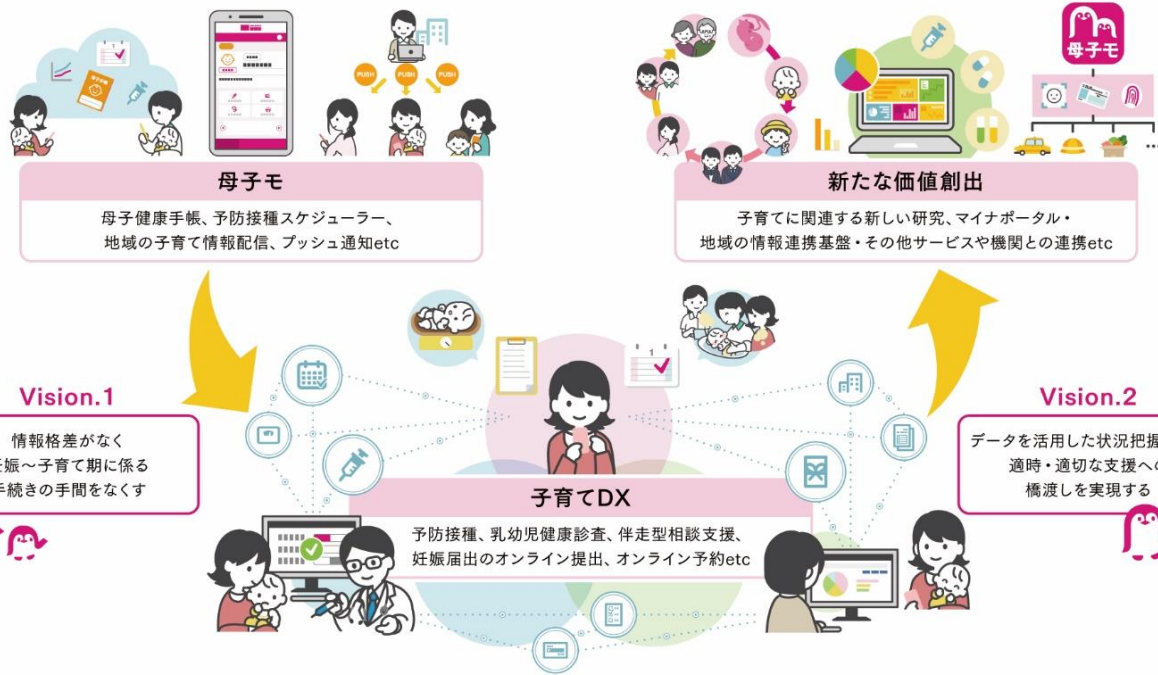 母子モ
PUSH
PUSH
PUSH
母子モ
母子健康手帳、予防接種スケジューラー、
地域の子育て情報配信、プッシュ通知etc
新たな価値創出
子育てに関連する新しい研究、マイナポータル・
地域の情報連携基盤・その他サービスや機関との連携etc
Vision.1
情報格差がなく
妊娠～子育て期に係る
手続きの手間をなくす
Vision.2
データを活用した状況把握
適時・適切な支援への
橋渡しを実現する
1
子育てDX
予防接種、乳幼児健康診査、伴走型相談支援、
妊娠届出のオンライン提出、オンライン予約etc